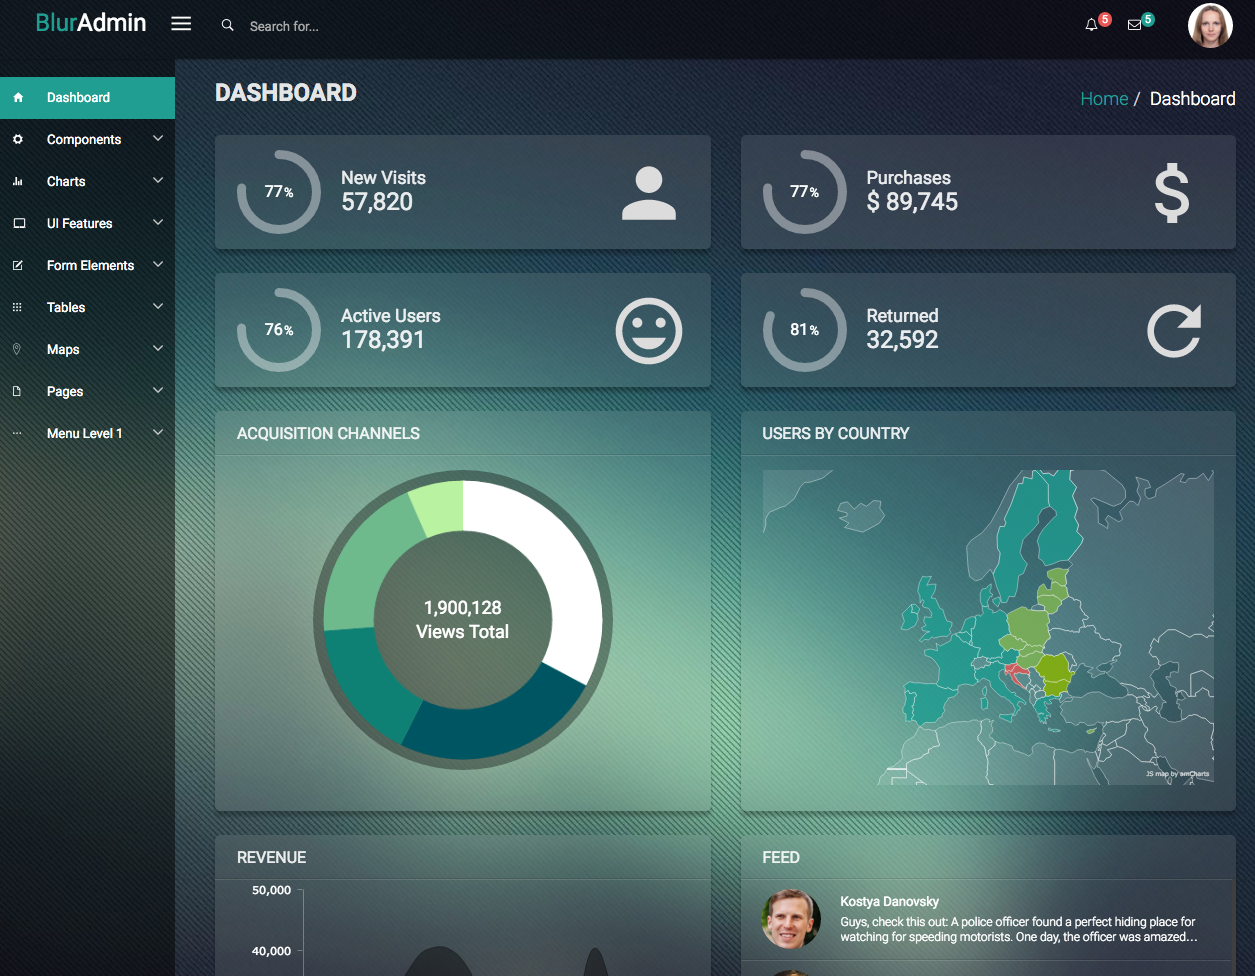 BlurAdmin
Search for...
5
5
Dashboard
Components
Charts
UI Features
Form Elements
Tables
Maps
Pages
Menu Level 1
DASHBOARD
Home / Dashboard
77%
New Visits
57,820
77%
Purchases
$ 89,745
$
76%
Active Users
178,391
81%
Returned
32,592
ACQUISITION CHANNELS
1,900,128
Views Total
USERS BY COUNTRY
JS map by amCharts
REVENUE
50,000
40,000
FEED
Kostya Danovsky
Guys, check this out: A police officer found a perfect hiding place for
watching for speeding motorists. One day, the officer was amazed...